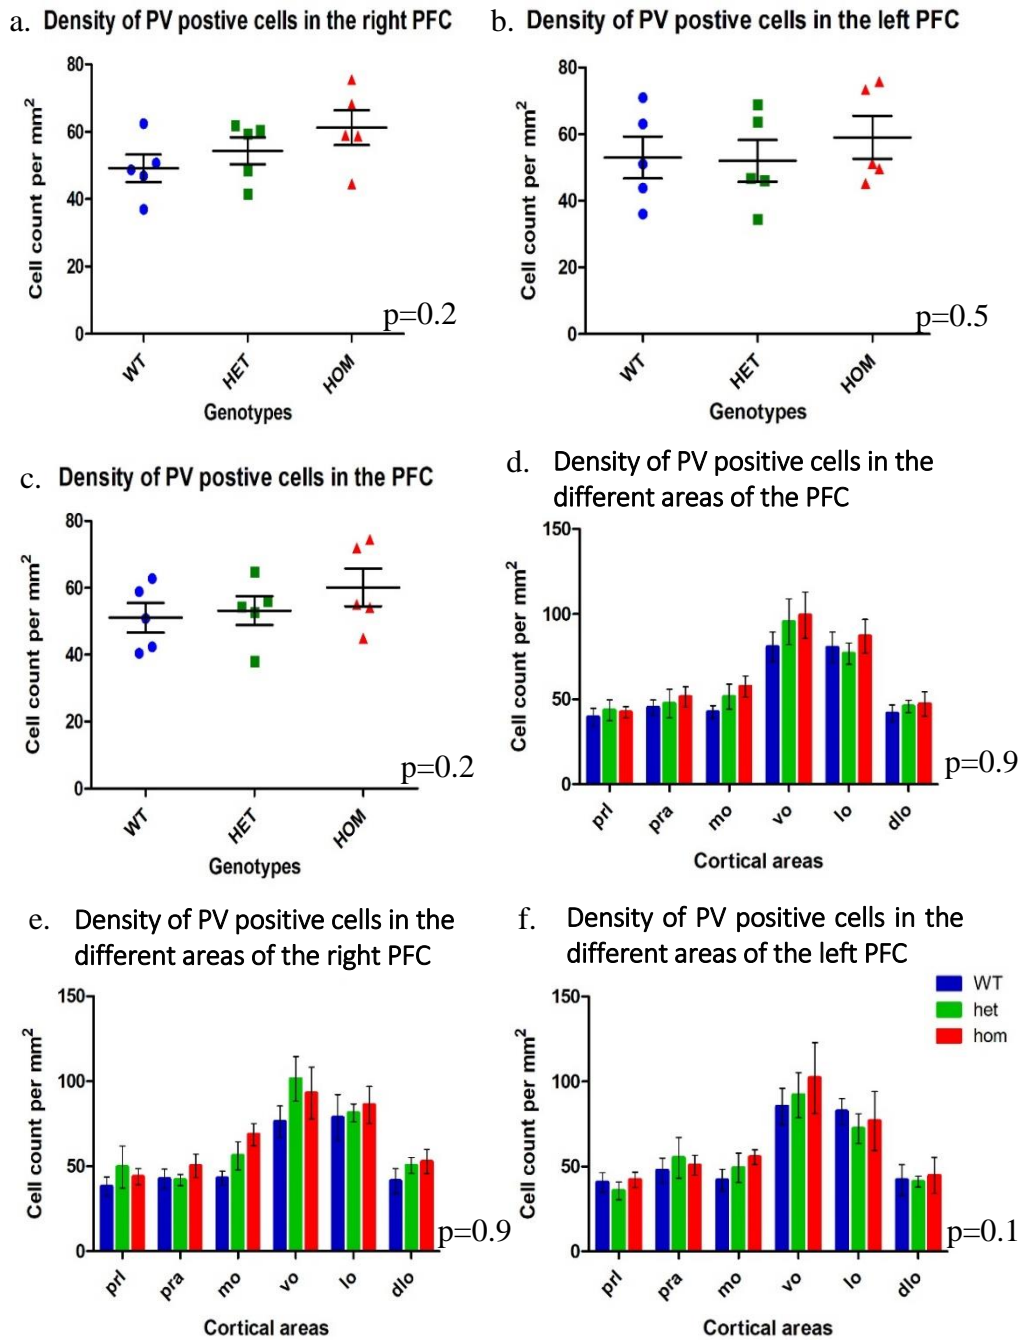 a. Density of PV postive cells in the right PFC
80
60
40
20
0
Cell count per mm²
p=0.2
WT
HET
HOM
Genotypes
b. Density of PV postive cells in the left PFC
80
60
40
20
0
Cell count per mm²
p=0.5
WT
HET
HOM
Genotypes
c. Density of PV postive cells in the PFC
80
60
40
20
0
Cell count per mm²
p=0.2
WT
HET
HOM
Genotypes
d. Density of PV positive cells in the
different areas of the PFC
150
100
50
0
Cell count per mm²
p=0.9
prl
pra
mo
vo
lo
dlo
Cortical areas
e. Density of PV positive cells in the
different areas of the right PFC
150
100
50
0
Cell count per mm²
p=0.9
prl
pra
mo
vo
lo
dlo
Cortical areas
f. Density of PV positive cells in the
different areas of the left PFC
WT
het
hom
150
100
50
0
Cell count per mm²
p=0.1
prl
pra
mo
vo
lo
dlo
Cortical areas